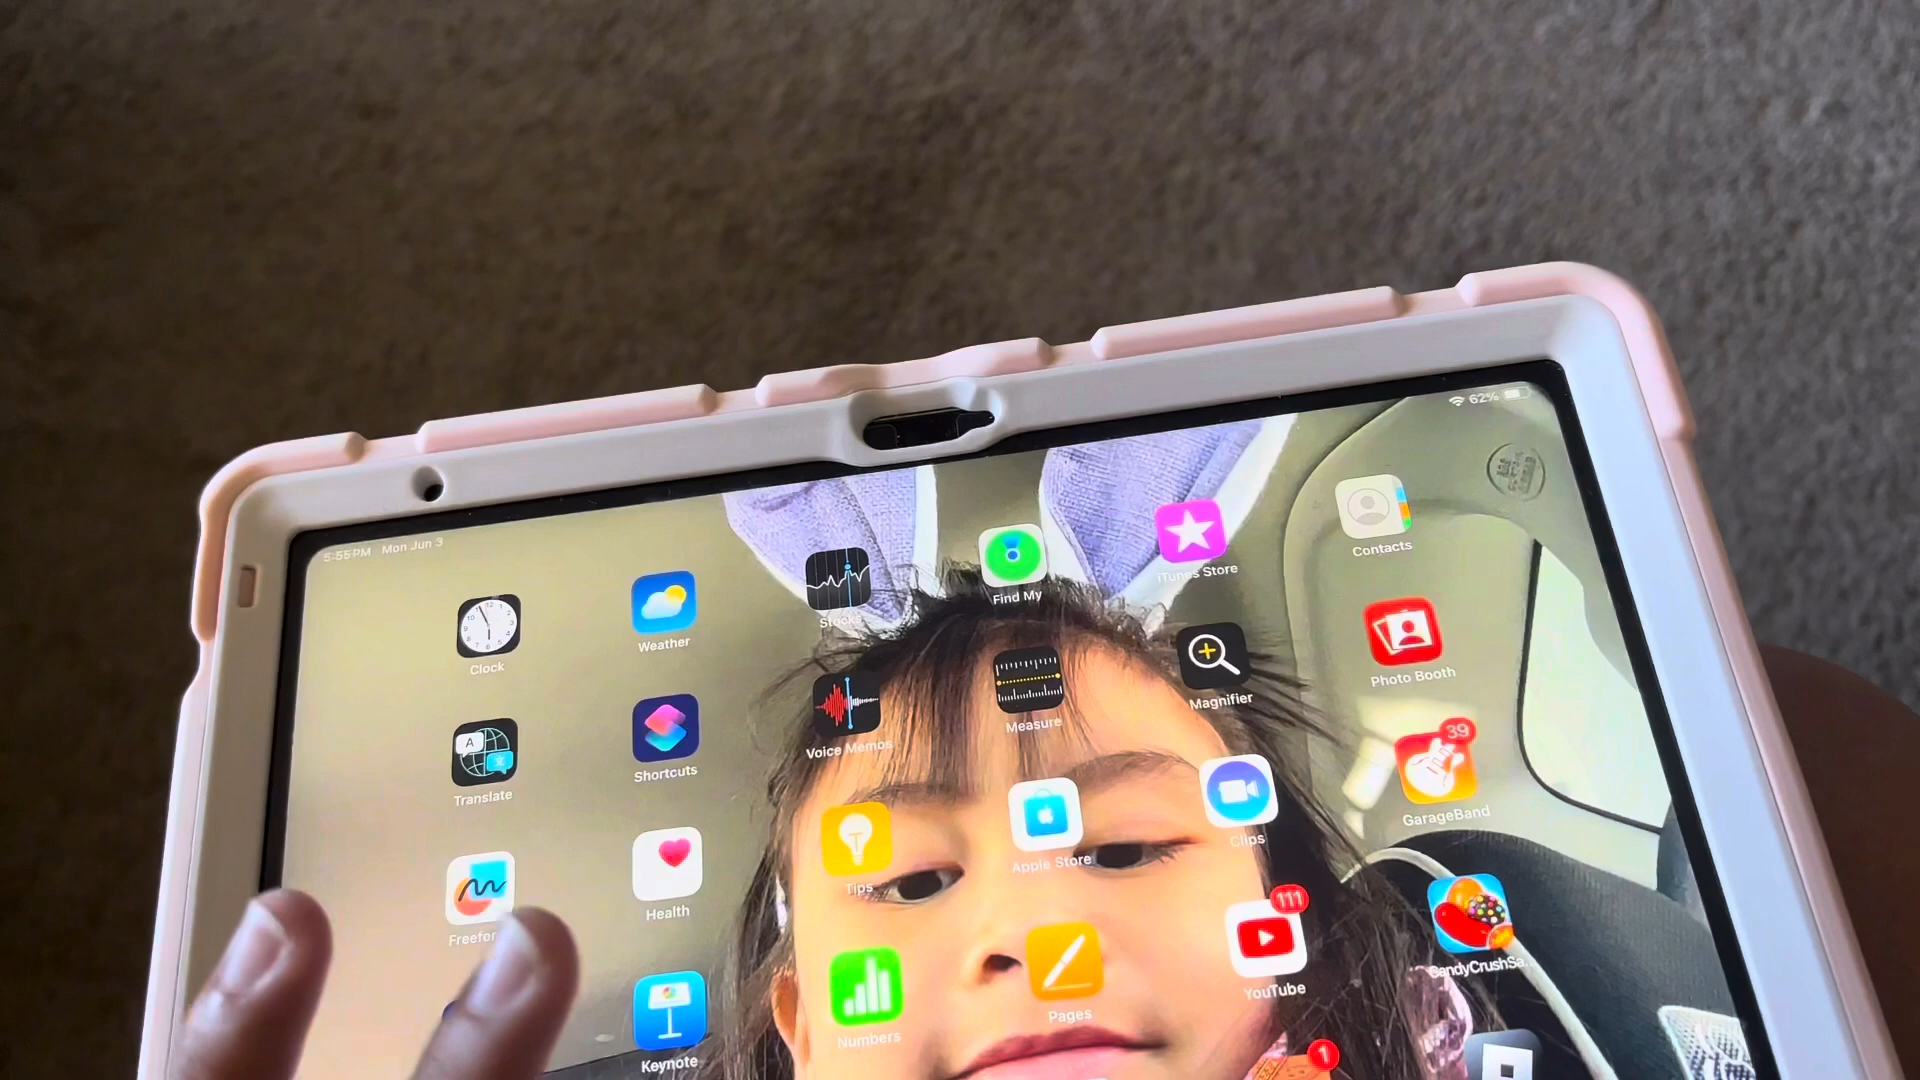 5:55 PM Mon Jun 3
62%
Clock
Weather
Stocks
Find My
iTunes Store
Contacts
Translate
Shortcuts
Voice Memos
Measure
Magnifier
Photo Booth
Health
Tips
Apple Store
Clips
39
GarageBand
Keynote
Numbers
Pages
111
YouTube
CandyCrushSa...
1